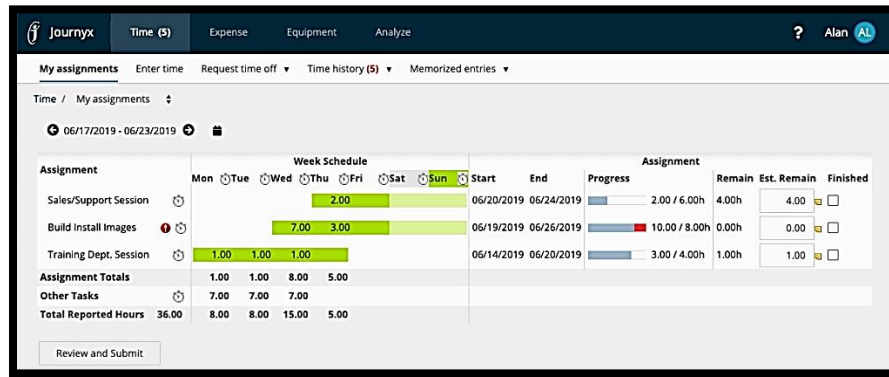 Journyx Time (5) Expense Equipment Analyze ? Alan AL
My assignments Enter time Request time off Time history (5) Memorized entries
Time / My assignments
06/17/2019 - 06/23/2019
Assignment Week Schedule Assignment
Mon Tue Wed Thu Fri Sat Sun Start End Progress Remain Est. Remain Finished
Sales/Support Session 2.00 06/20/2019 06/24/2019 2.00 / 6.00h 4.00h 4.00
Build Install Images 7.00 3.00 06/19/2019 06/26/2019 10.00 / 8.00h 0.00h 0.00
Training Dept. Session 1.00 1.00 1.00 06/14/2019 06/20/2019 3.00 / 4.00h 1.00h 1.00
Assignment Totals 1.00 1.00 8.00 5.00
Other Tasks 7.00 7.00 7.00
Total Reported Hours 36.00 8.00 8.00 15.00 5.00
Review and Submit